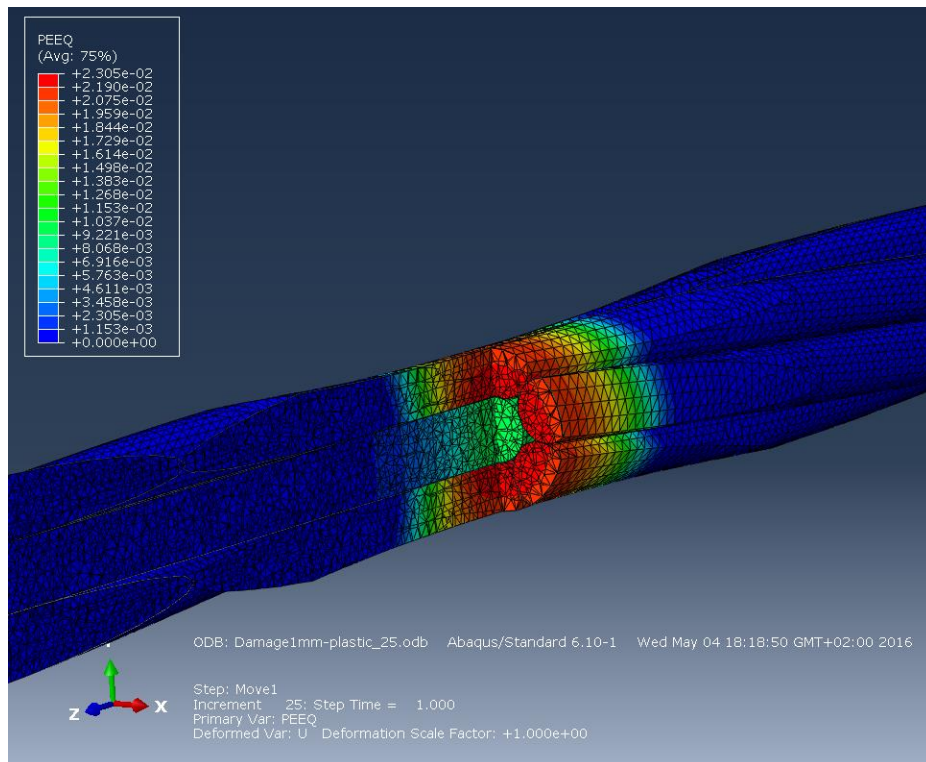 PEEQ
(Avg: 75%)
+2.305e-02
+2.190e-02
+2.075e-02
+1.959e-02
+1.844e-02
+1.729e-02
+1.614e-02
+1.498e-02
+1.383e-02
+1.268e-02
+1.153e-02
+1.037e-02
+9.221e-03
+8.068e-03
+6.916e-03
+5.763e-03
+4.611e-03
+3.458e-03
+2.305e-03
+1.153e-03
+0.000e+00
ODB: Damage1mm-plastic_25.odb Abaqus/Standard 6.10-1 Wed May 04 18:18:50 GMT+02:00 2016
Z X
Step: Move1
Increment 25: Step Time = 1.000
Primary Var: PEEQ
Deformed Var: U Deformation Scale Factor: +1.000e+00